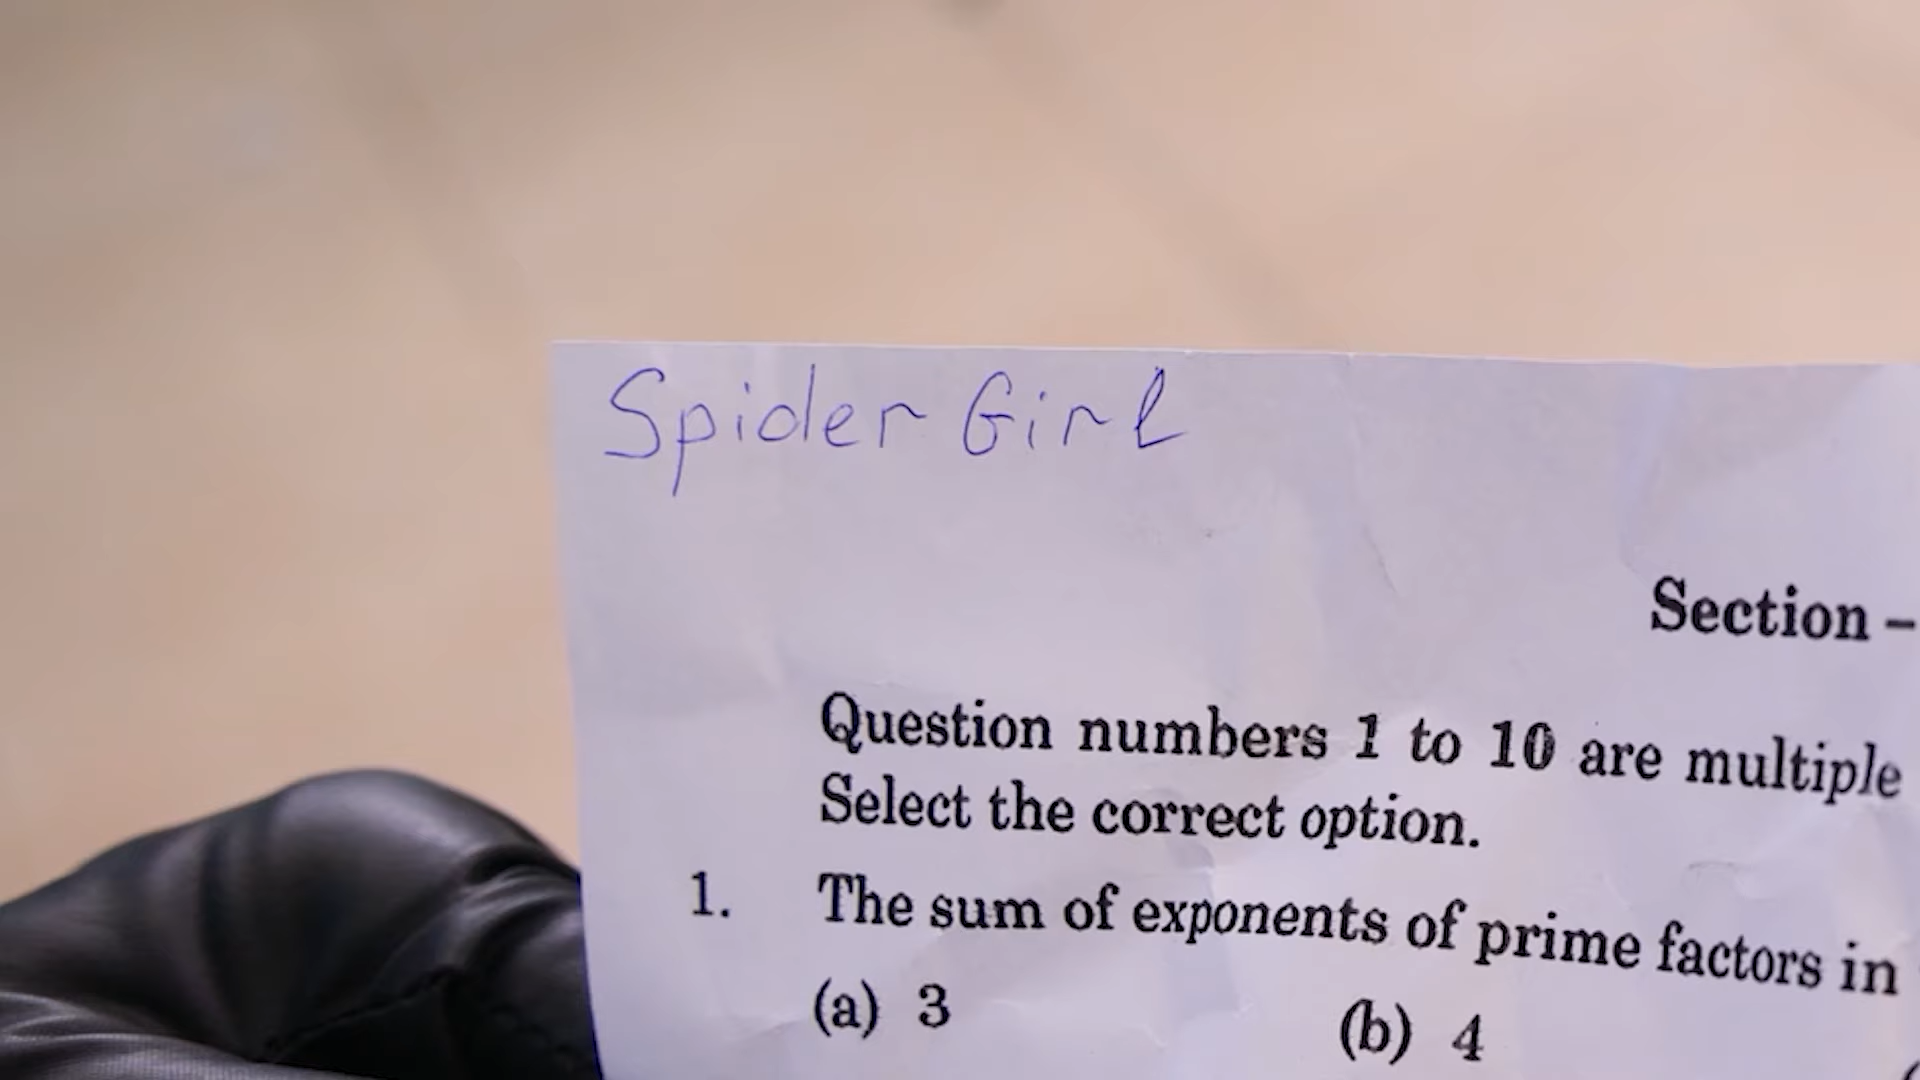 Spider Girl
Section –
Question numbers 1 to 10 are multiple
Select the correct option.
1. The sum of exponents of prime factors in
(a) 3 (b) 4